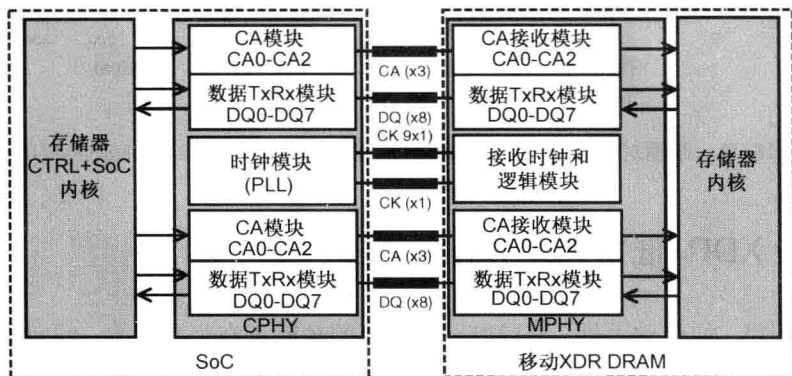 CA模块
CA0-CA2
数据TxRx模块
DQ0-DQ7
时钟模块
(PLL)
CA模块
CA0-CA2
数据TxRx模块
DQ0-DQ7
CPHY
存储器
CTRL+SoC
内核
SoC
CA (x3)
DQ (x8)
CK 9x1)
CK (x1)
CA (x3)
DQ (x8)
CA接收模块
CA0-CA2
数据TxRx模块
DQ0-DQ7
接收时钟和
逻辑模块
CA接收模块
CA0-CA2
数据TxRx模块
DQ0-DQ7
MPHY
存储器
内核
移动XDR DRAM